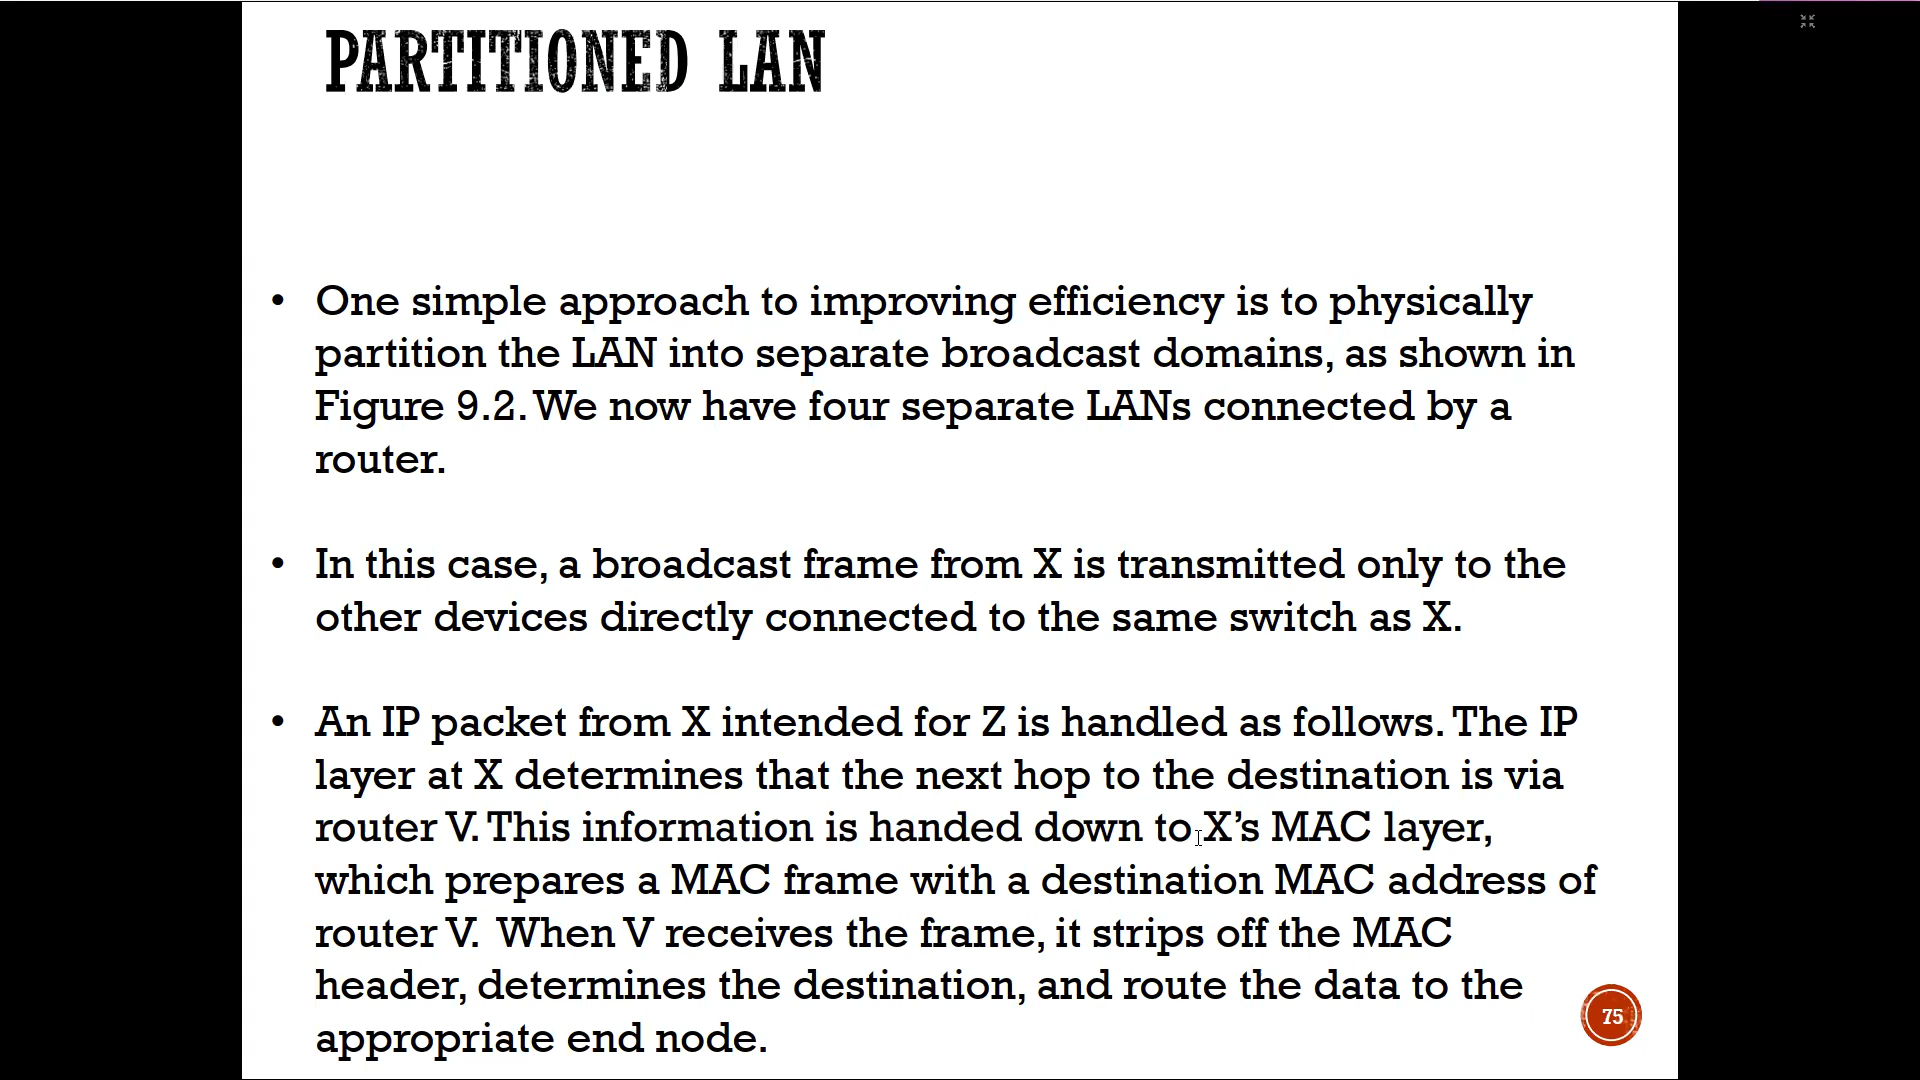 PARTITIONED LAN
• One simple approach to improving efficiency is to physically
partition the LAN into separate broadcast domains, as shown in
Figure 9.2. We now have four separate LANs connected by a
router.
• In this case, a broadcast frame from X is transmitted only to the
other devices directly connected to the same switch as X.
• An IP packet from X intended for Z is handled as follows. The IP
layer at X determines that the next hop to the destination is via
router V. This information is handed down to X’s MAC layer,
which prepares a MAC frame with a destination MAC address of
router V.  When V receives the frame, it strips off the MAC
header, determines the destination, and route the data to the
appropriate end node.
75